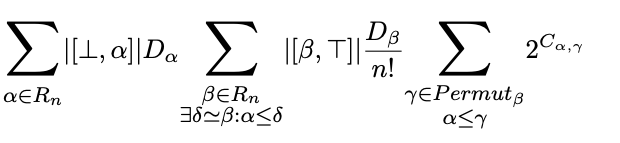 ∑_{α∈R_n} |[⊥, α]|D_α ∑_{β∈R_n ∃δ≃β:α≤δ} |[β, ⊤]| D_β/n! ∑_{γ∈Permut_β α≤γ} 2^{C_{α,γ}}